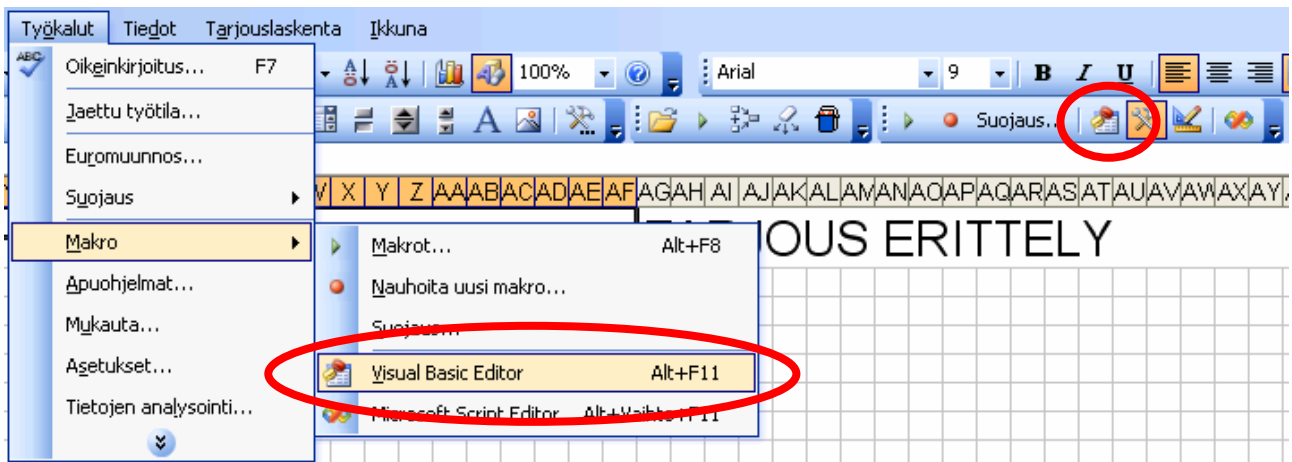 Työkalut Tiedot Tarjouslaskenta Ikkuna
ABC Oikeinkirjoitus... F7 100% Arial 9 B I U
Jaettu työtila... A Suojaus...
Euromuunnos...
Suojaus X Y Z AA AB AC AD AE AF AG AH AI AJ AK AL AM AN AO AP AQ AR AS AT AU AV AW AX AY
Makro TARJOUS ERITTELY
Makrot... Alt+F8
Apuohjelmat... Nauhoita uusi makro...
Mukauta... Suojaus...
Asetukset... Visual Basic Editor Alt+F11
Tietojen analysointi... Microsoft Script Editor Alt+Vaihto+F11